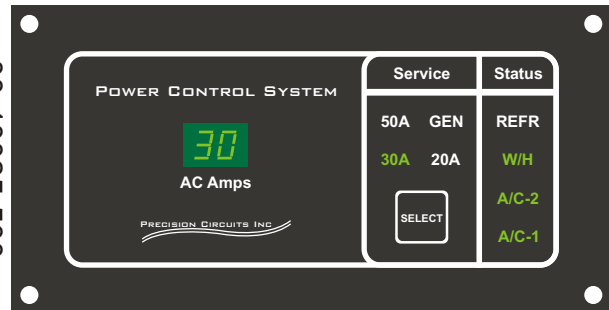 Service
Status
POWER CONTROL SYSTEM
50A GEN
REFR
30
30A 20A
W/H
AC Amps
A/C-2
SELECT
PRECISION CIRCUITS INC
A/C-1